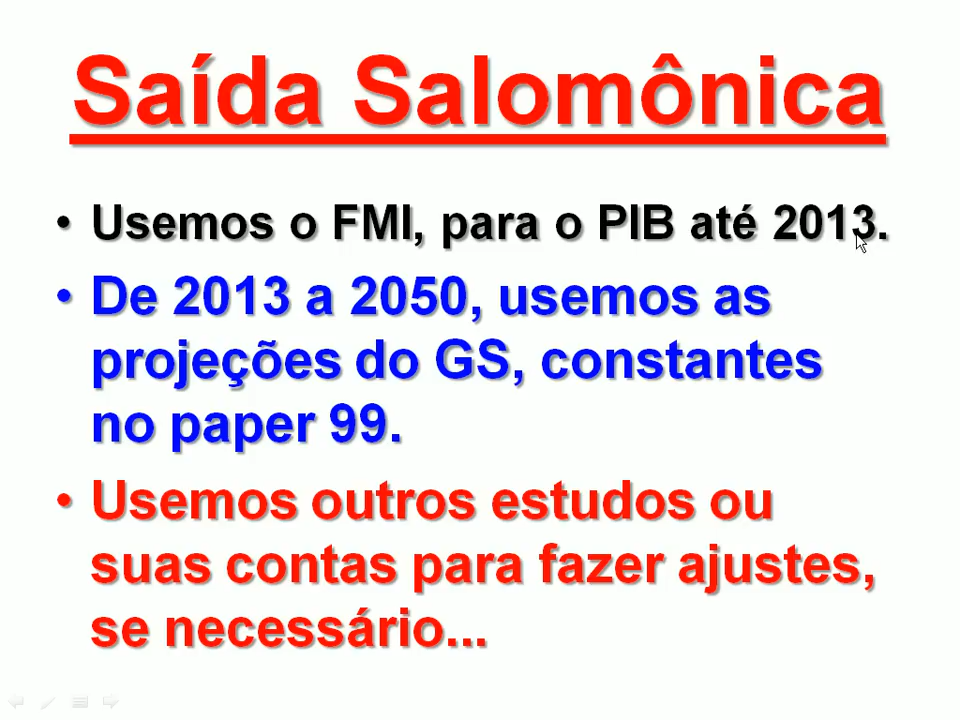 Saída Salomônica
• Usemos o FMI, para o PIB até 2013.
• De 2013 a 2050, usemos as
projeções do GS, constantes
no paper 99.
• Usemos outros estudos ou
suas contas para fazer ajustes,
se necessário...